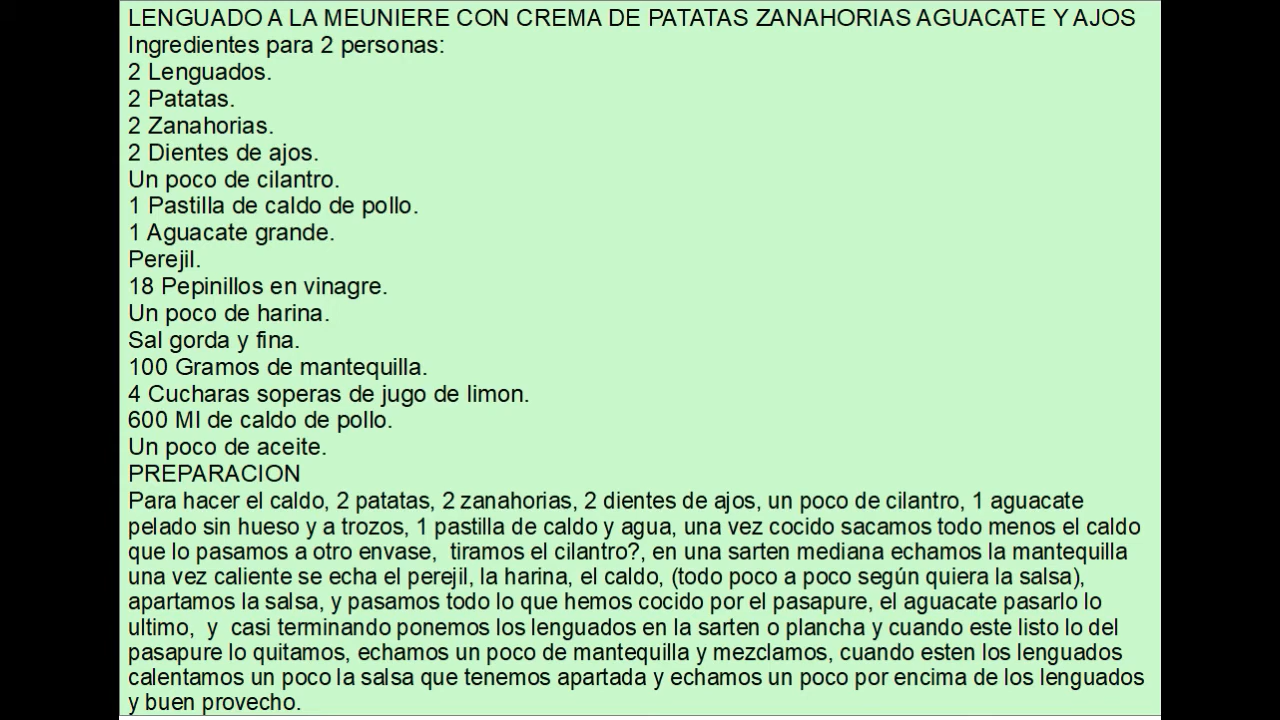 LENGUADO A LA MEUNIERE CON CREMA DE PATATAS ZANAHORIAS AGUACATE Y AJOS
Ingredientes para 2 personas:
2 Lenguados.
2 Patatas.
2 Zanahorias.
2 Dientes de ajos.
Un poco de cilantro.
1 Pastilla de caldo de pollo.
1 Aguacate grande.
Perejil.
18 Pepinillos en vinagre.
Un poco de harina.
Sal gorda y fina.
100 Gramos de mantequilla.
4 Cucharas soperas de jugo de limon.
600 Ml de caldo de pollo.
Un poco de aceite.
PREPARACION
Para hacer el caldo, 2 patatas, 2 zanahorias, 2 dientes de ajos, un poco de cilantro, 1 aguacate
pelado sin hueso y a trozos, 1 pastilla de caldo y agua, una vez cocido sacamos todo menos el caldo
que lo pasamos a otro envase,  tiramos el cilantro?, en una sarten mediana echamos la mantequilla
una vez caliente se echa el perejil, la harina, el caldo, (todo poco a poco según quiera la salsa),
apartamos la salsa, y pasamos todo lo que hemos cocido por el pasapure, el aguacate pasarlo lo
ultimo,  y  casi terminando ponemos los lenguados en la sarten o plancha y cuando este listo lo del
pasapure lo quitamos, echamos un poco de mantequilla y mezclamos, cuando esten los lenguados
calentamos un poco la salsa que tenemos apartada y echamos un poco por encima de los lenguados
y buen provecho.